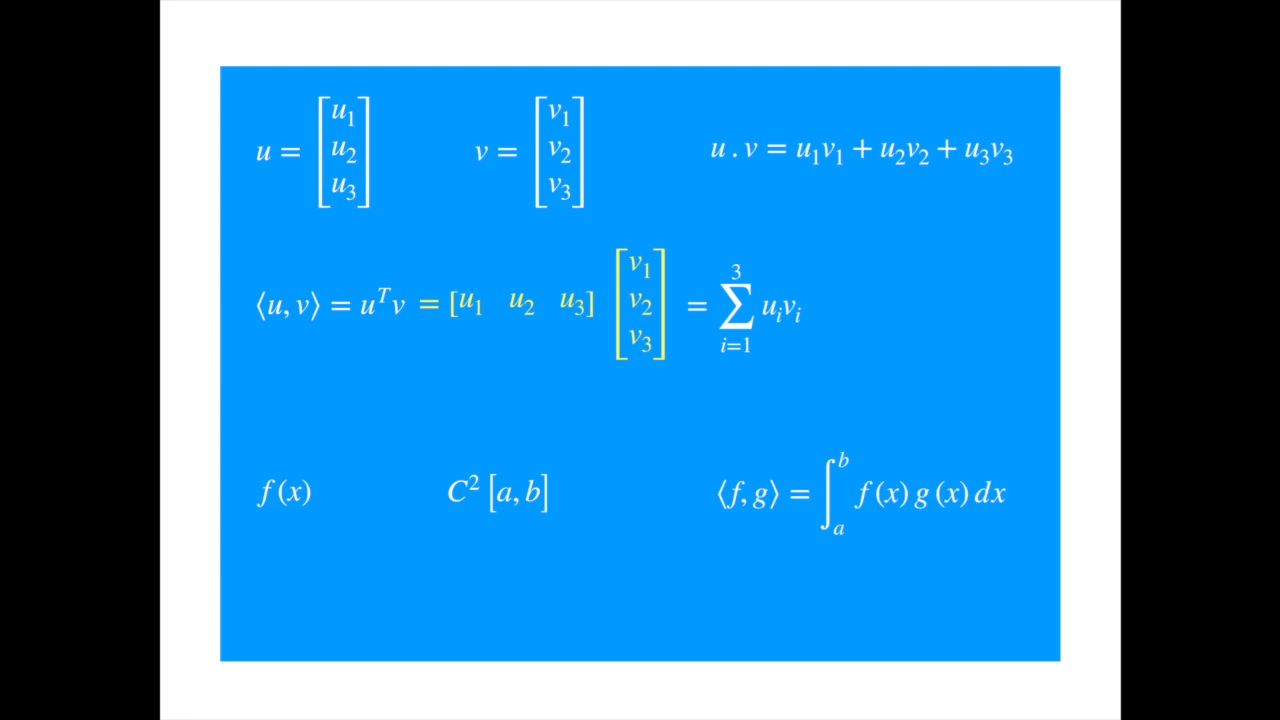 u = [u₁ u₂ u₃] v = [v₁ v₂ v₃] u . v = u₁v₁ + u₂v₂ + u₃v₃
⟨u, v⟩ = uᵀv = [u₁ u₂ u₃] [v₁ v₂ v₃] = ∑ᵢ₌₁³ uᵢvᵢ
f (x) C² [a, b] ⟨f, g⟩ = ∫ₐᵇ f (x) g (x) dx